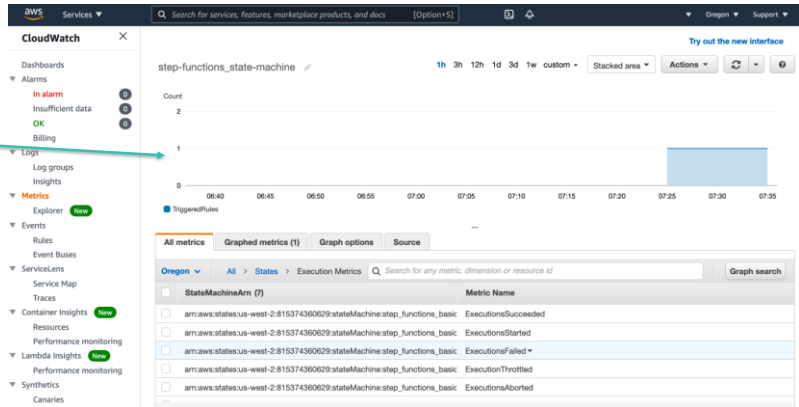 aws Services ▾ Search for services, features, marketplace products, and docs [Option+S] Oregon ▾ Support ▾
CloudWatch ×
Try out the new interface
Dashboards
Alarms
In alarm 0
Insufficient data 0
OK 0
Billing
Logs
Log groups
Insights
Metrics
Explorer New
Events
Rules
Event Buses
ServiceLens
Service Map
Traces
Container Insights New
Resources
Performance monitoring
Lambda Insights New
Performance monitoring
Synthetics
Canaries
step-functions_state-machine
1h 3h 12h 1d 3d 1w custom ▾ Stacked area ▾ Actions ▾
Count
2
1
0
06:40 06:45 06:50 06:55 07:00 07:05 07:10 07:15 07:20 07:25 07:30 07:35
TriggeredRules
All metrics Graphed metrics (1) Graph options Source
Oregon All > States > Execution Metrics Search for any metric, dimension or resource id Graph search
StateMachineArn (7) Metric Name
arn:aws:states:us-west-2:815374360629:stateMachine:step_functions_basic ExecutionsSucceeded
arn:aws:states:us-west-2:815374360629:stateMachine:step_functions_basic ExecutionsStarted
arn:aws:states:us-west-2:815374360629:stateMachine:step_functions_basic ExecutionsFailed ▾
arn:aws:states:us-west-2:815374360629:stateMachine:step_functions_basic ExecutionThrottled
arn:aws:states:us-west-2:815374360629:stateMachine:step_functions_basic ExecutionsAborted